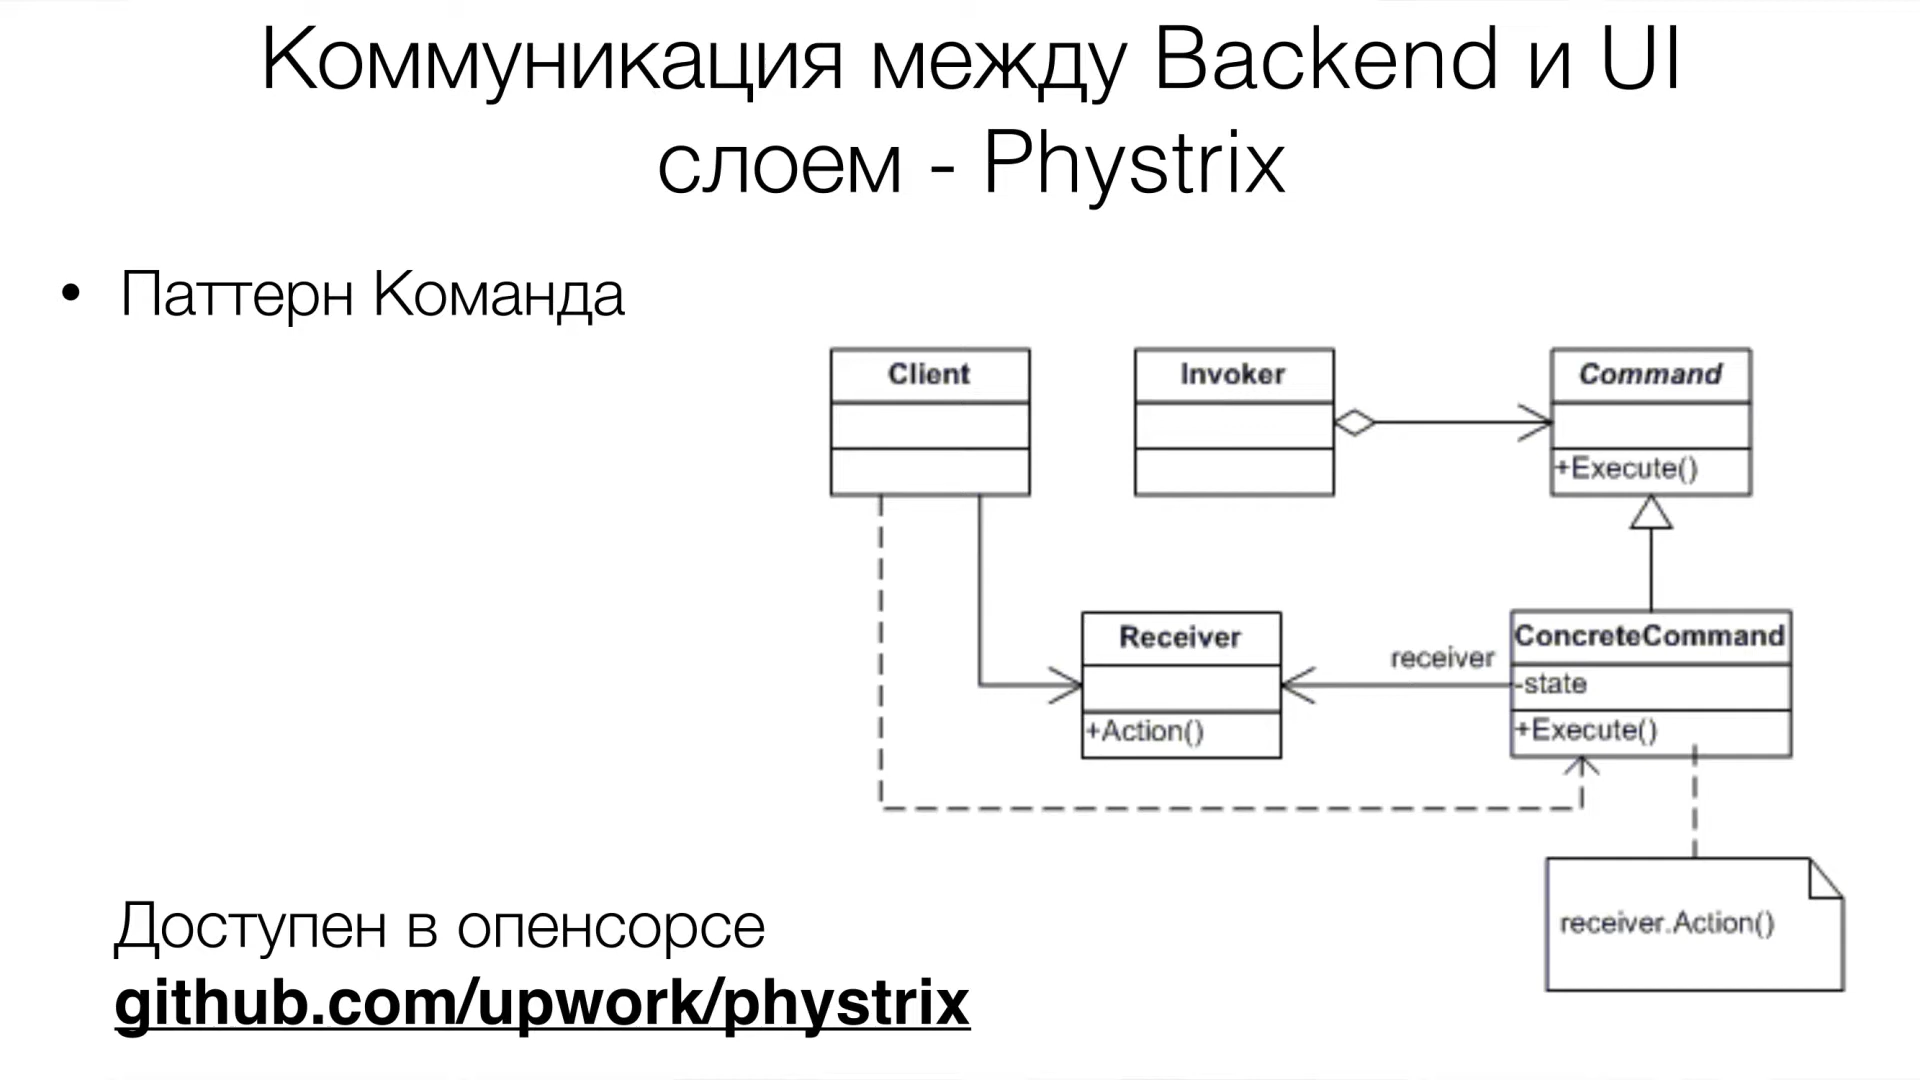 Коммуникация между Backend и UI
слоем - Phystrix
• Паттерн Команда
Client
Invoker
Command
+Execute()
Receiver
+Action()
receiver
ConcreteCommand
-state
+Execute()
receiver.Action()
Доступен в опенсорсе
github.com/upwork/phystrix